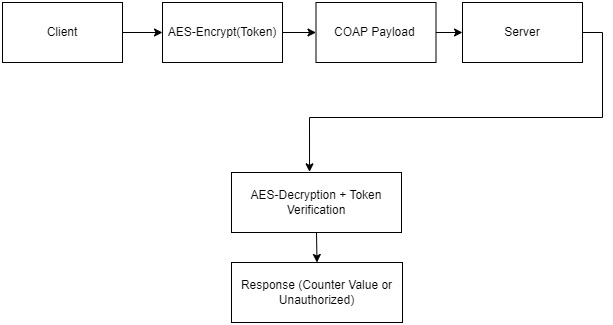 Client
AES-Encrypt(Token)
COAP Payload
Server
AES-Decryption + Token
Verification
Response (Counter Value or
Unauthorized)